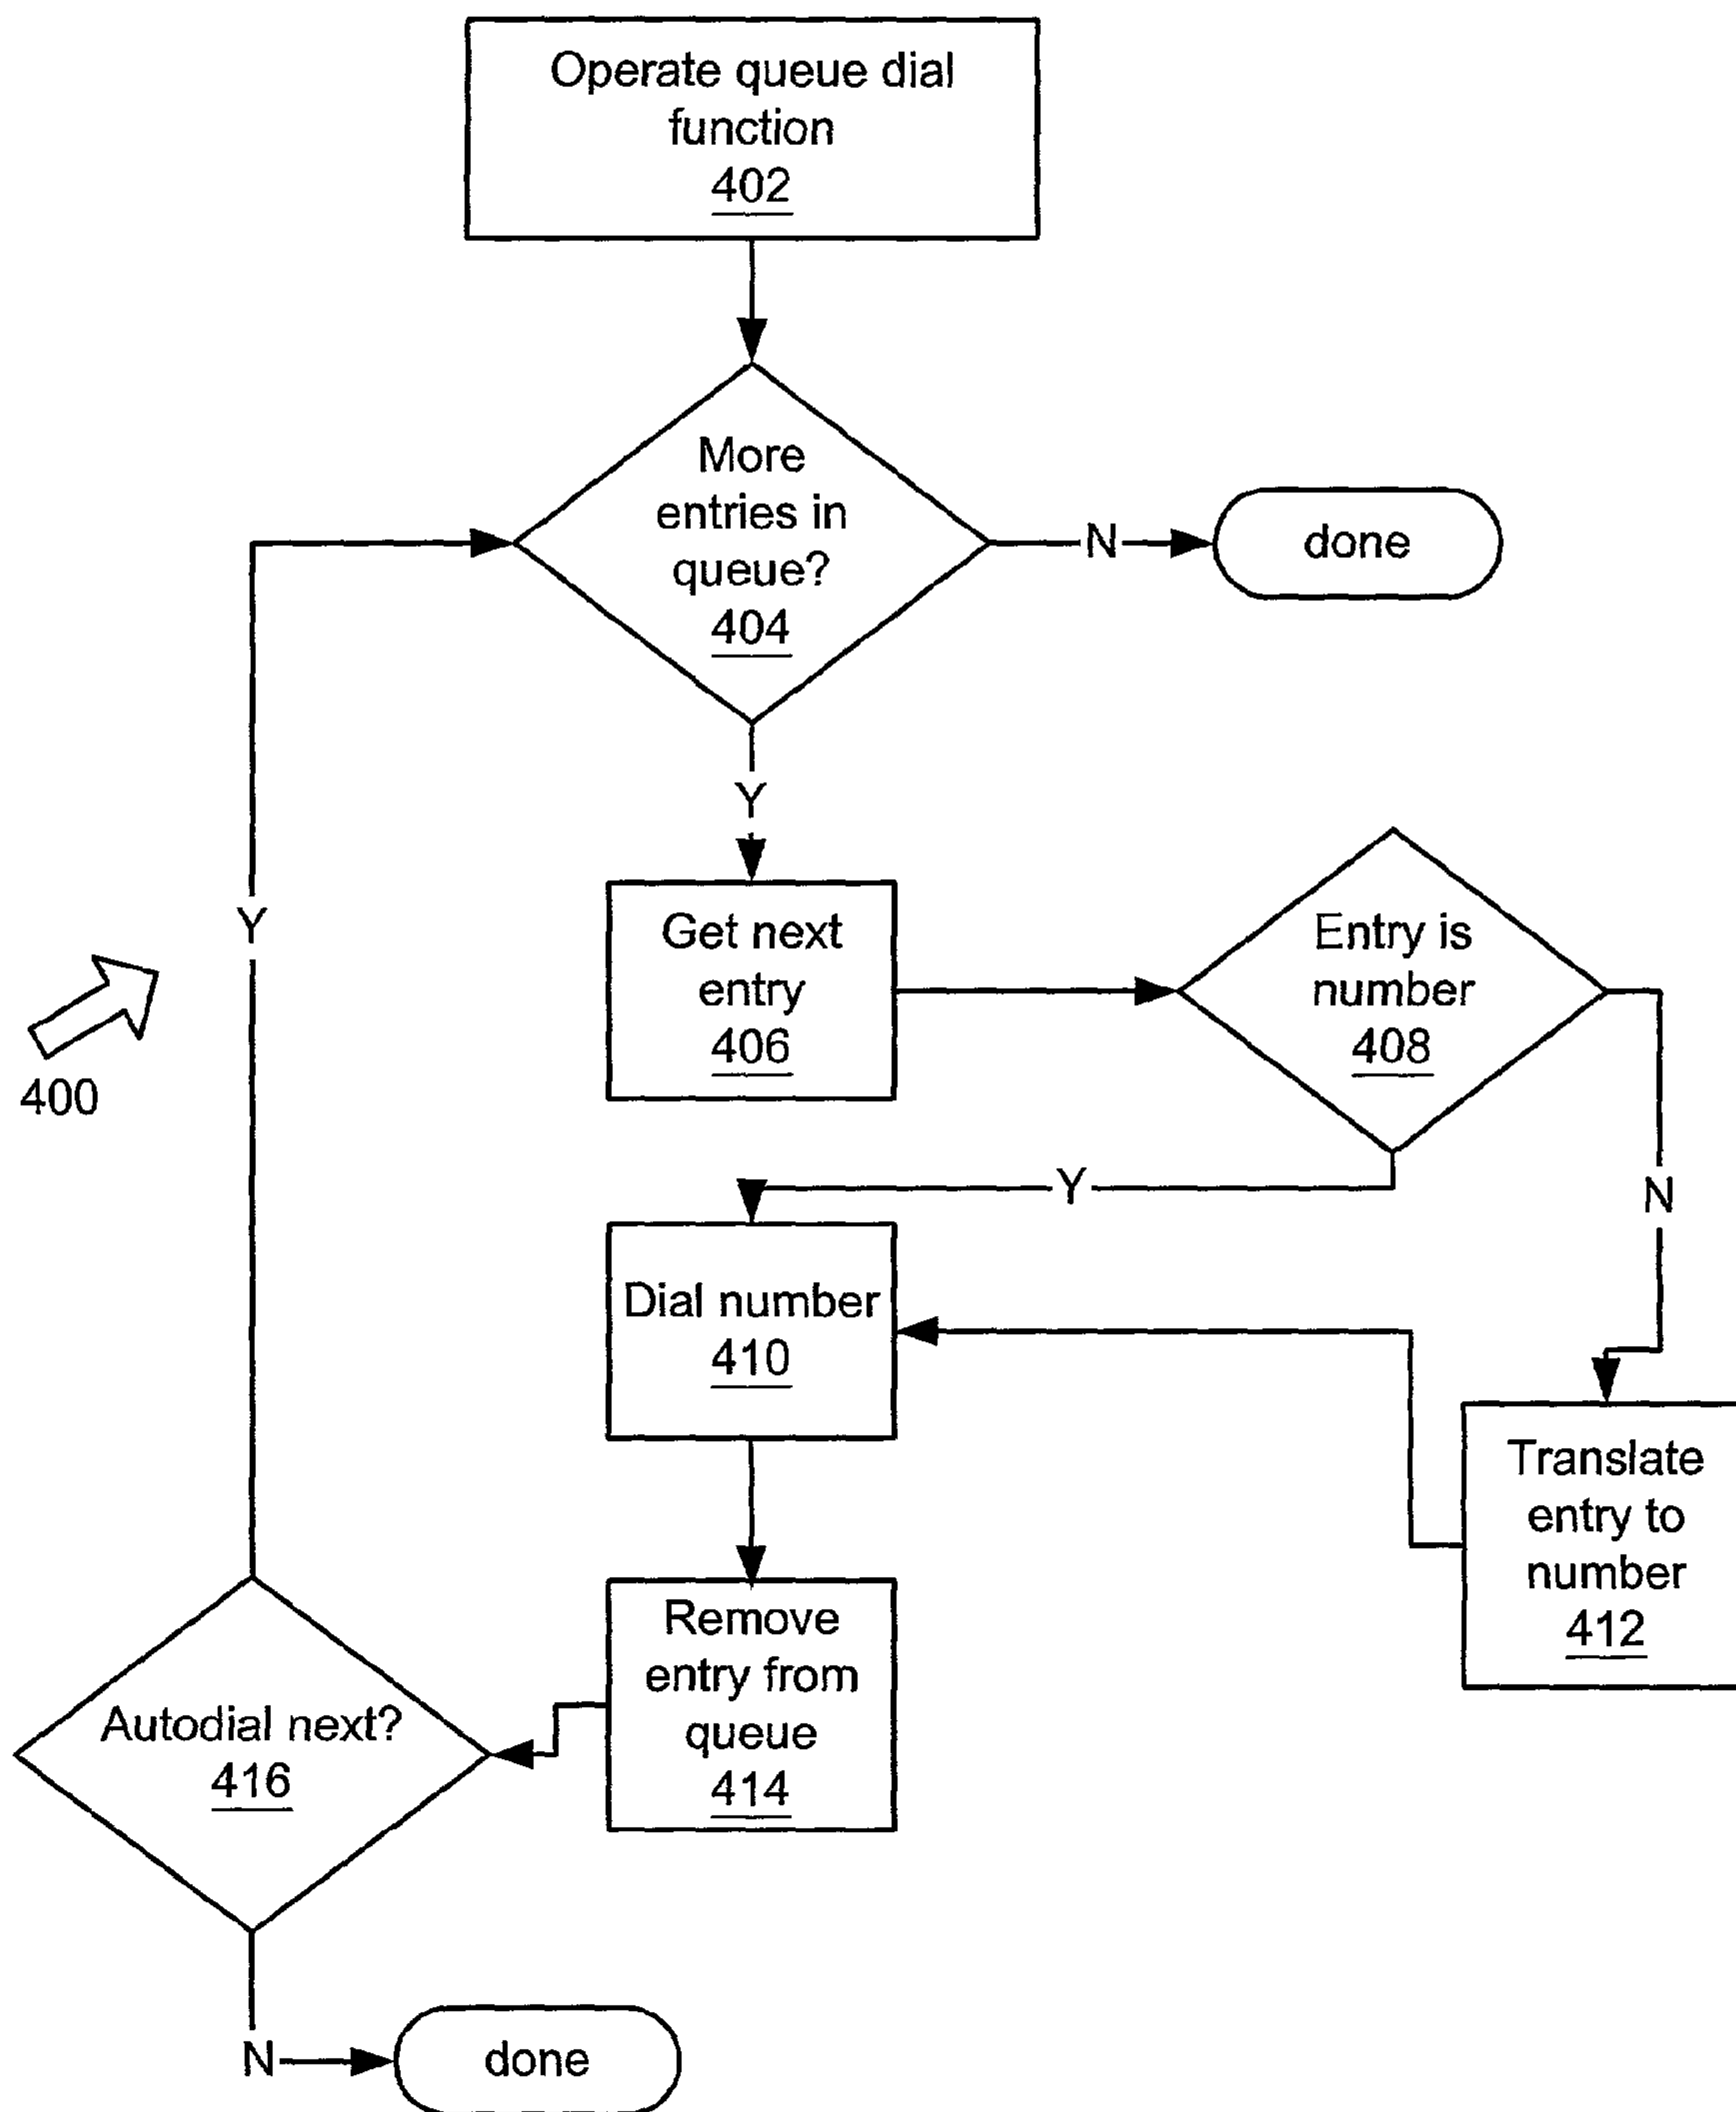 Operate queue dial
function
402
More
entries in
queue?
404
N
done
Y
Y
Get next
entry
406
Entry is
number
408
400
Y
N
Dial number
410
Translate
entry to
number
412
Remove
entry from
queue
414
Autodial next?
416
N
done